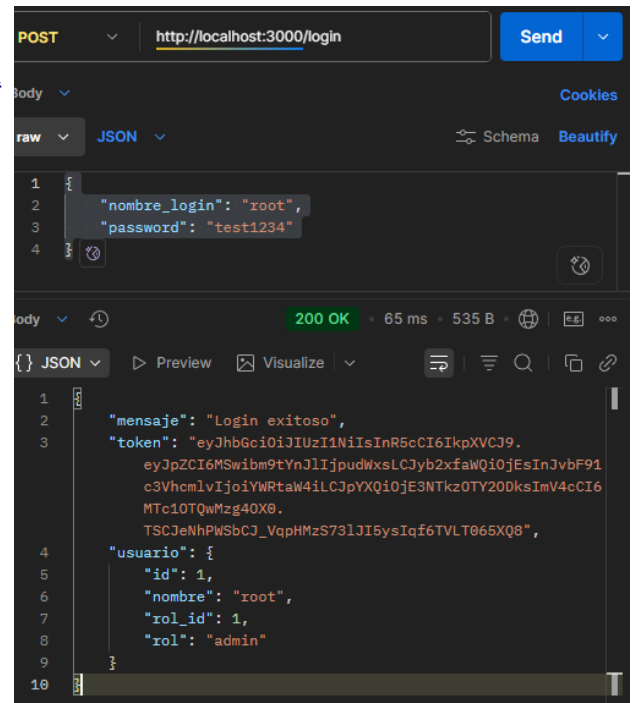 POST http://localhost:3000/login Send
Body
Cookies
raw JSON Schema Beautify
1 {
2 "nombre_login": "root",
3 "password": "test1234"
4 }
Body 200 OK • 65 ms • 535 B e.g.
{} JSON Preview Visualize
1 {
2 "mensaje": "Login exitoso",
3 "token": "eyJhbGciOiJIUzI1NiIsInR5cCI6IkpXVCJ9.
eyJpZCI6MSwibm9tYnJlIjpudWxsLCJyb2xfaWQiOjEsInJvbF91
c3VhcmlvIjoiYWRtaW4iLCJpYXQiOjE3NTkzOTY2ODksImV4cCI6
MTc1OTQwMzg4OX0.
TSCJeNhPWSbCJ_VqpHMzS73lJI5ysIqf6TVLT065XQ8",
4 "usuario": {
5 "id": 1,
6 "nombre": "root",
7 "rol_id": 1,
8 "rol": "admin"
9 }
10 }